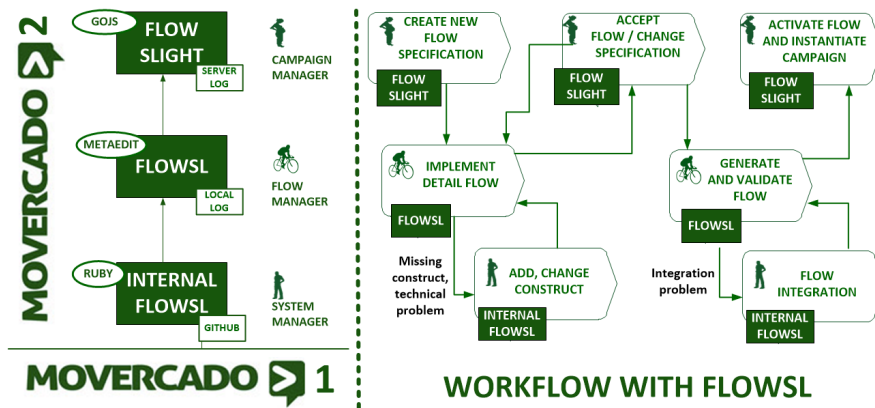 MOVERCADO 2
GOJS
FLOW
SLIGHT
SERVER
LOG
CAMPAIGN
MANAGER
METAEDIT
FLOWSL
LOCAL
LOG
FLOW
MANAGER
RUBY
INTERNAL
FLOWSL
GITHUB
SYSTEM
MANAGER
MOVERCADO 1
CREATE NEW
FLOW
SPECIFICATION
FLOW
SLIGHT
ACCEPT
FLOW / CHANGE
SPECIFICATION
FLOW
SLIGHT
ACTIVATE FLOW
AND INSTANTIATE
CAMPAIGN
FLOW
SLIGHT
IMPLEMENT
DETAIL FLOW
FLOWSL
GENERATE
AND VALIDATE
FLOW
FLOWSL
Missing
construct,
technical
problem
ADD, CHANGE
CONSTRUCT
INTERNAL
FLOWSL
Integration
problem
FLOW
INTEGRATION
INTERNAL
FLOWSL
WORKFLOW WITH FLOWSL